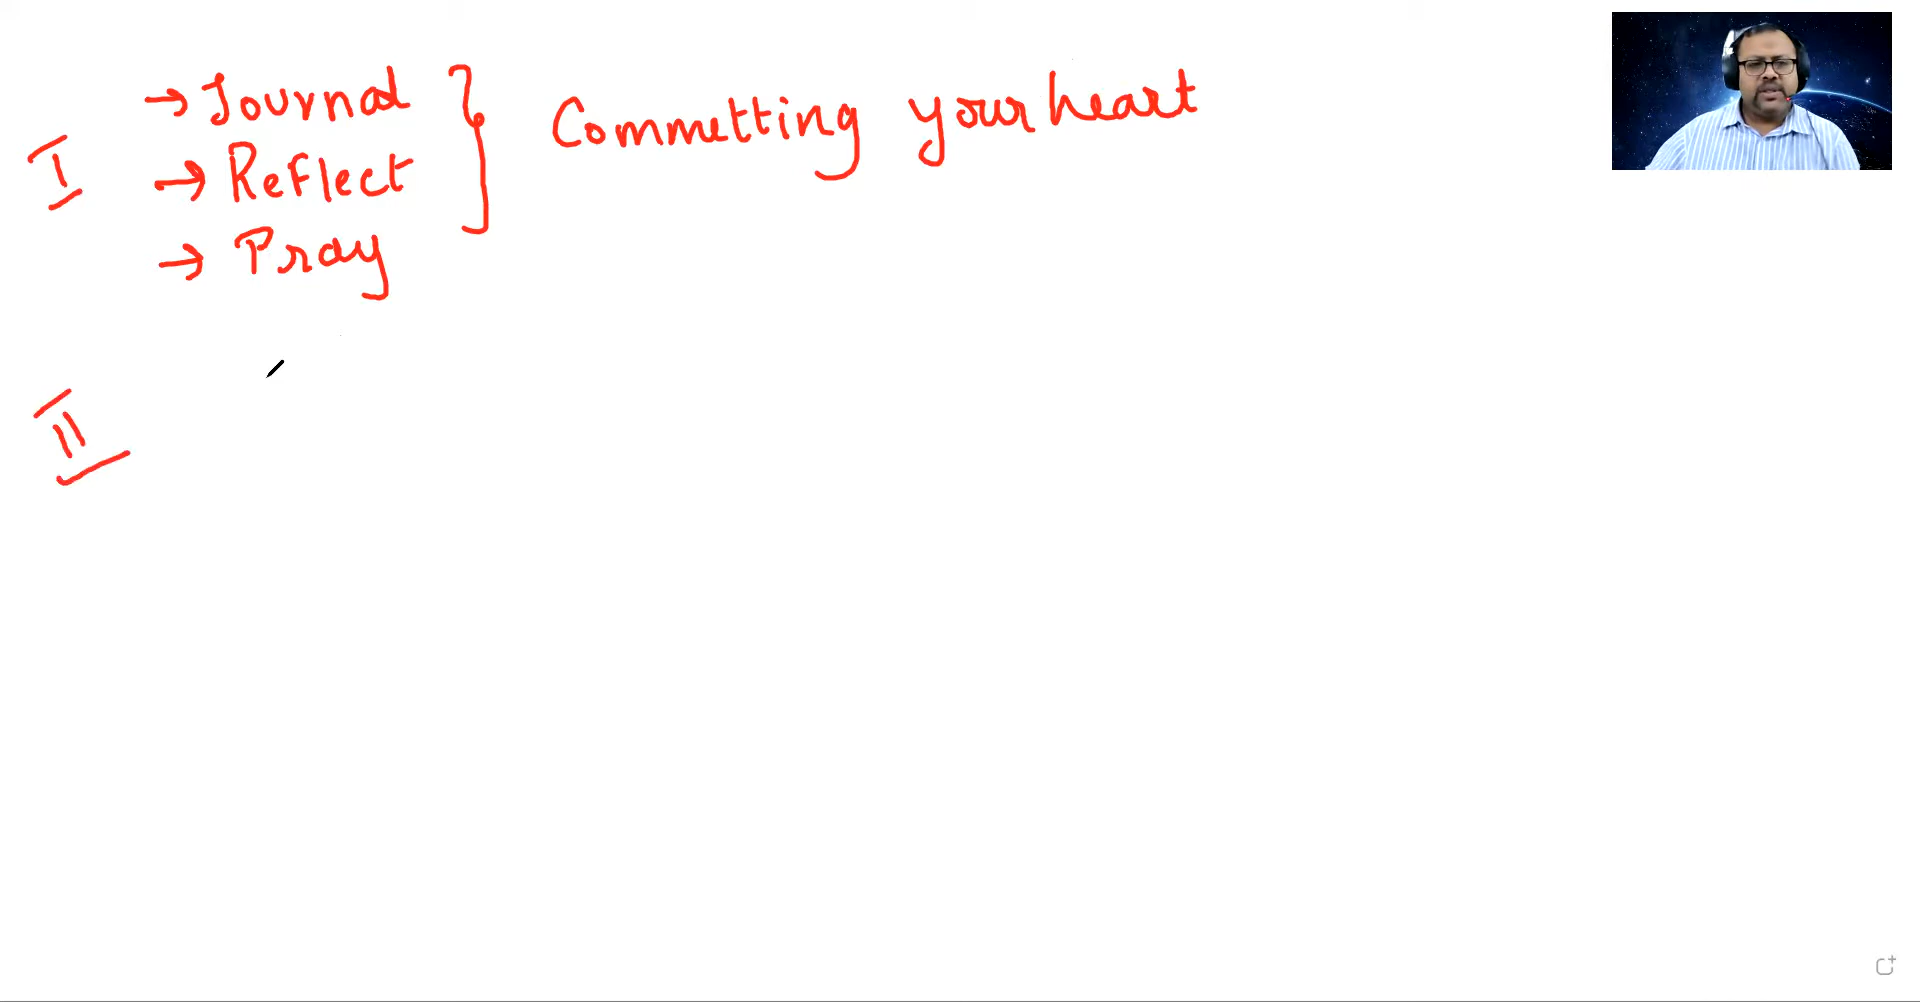 I
→ Journal
→ Reflect
→ Pray
Commetting your heart
II